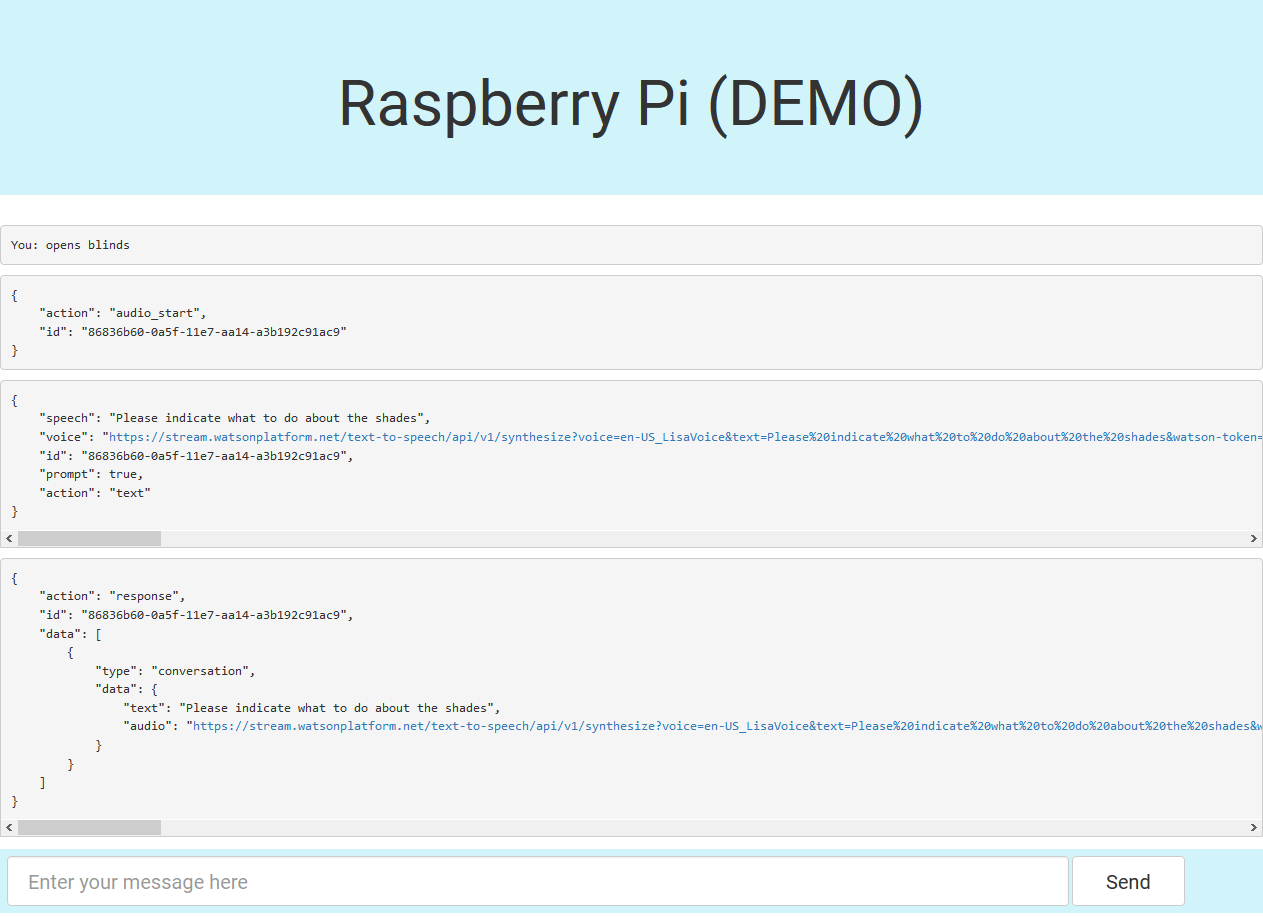 Raspberry Pi (DEMO)
You: opens blinds
{
    "action": "audio_start",
    "id": "86836b60-0a5f-11e7-aa14-a3b192c91ac9"
}
{
    "speech": "Please indicate what to do about the shades",
    "voice": "https://stream.watsonplatform.net/text-to-speech/api/v1/synthesize?voice=en-US_LisaVoice&text=Please%20indicate%20what%20to%20do%20about%20the%20shades&watson-token=
    "id": "86836b60-0a5f-11e7-aa14-a3b192c91ac9",
    "prompt": true,
    "action": "text"
}
{
    "action": "response",
    "id": "86836b60-0a5f-11e7-aa14-a3b192c91ac9",
    "data": [
        {
            "type": "conversation",
            "data": {
                "text": "Please indicate what to do about the shades",
                "audio": "https://stream.watsonplatform.net/text-to-speech/api/v1/synthesize?voice=en-US_LisaVoice&text=Please%20indicate%20what%20to%20do%20about%20the%20shades&w
            }
        }
    ]
}
Enter your message here
Send